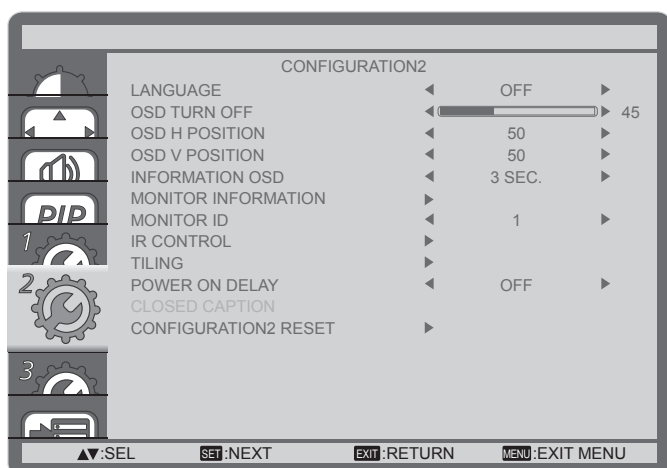 CONFIGURATION2
LANGUAGE OFF
OSD TURN OFF 45
OSD H POSITION 50
OSD V POSITION 50
INFORMATION OSD 3 SEC.
MONITOR INFORMATION
PIP
MONITOR ID 1
1
IR CONTROL
TILING
2
POWER ON DELAY OFF
CLOSED CAPTION
CONFIGURATION2 RESET
3
▲▼:SEL SET:NEXT EXIT:RETURN MENU:EXIT MENU